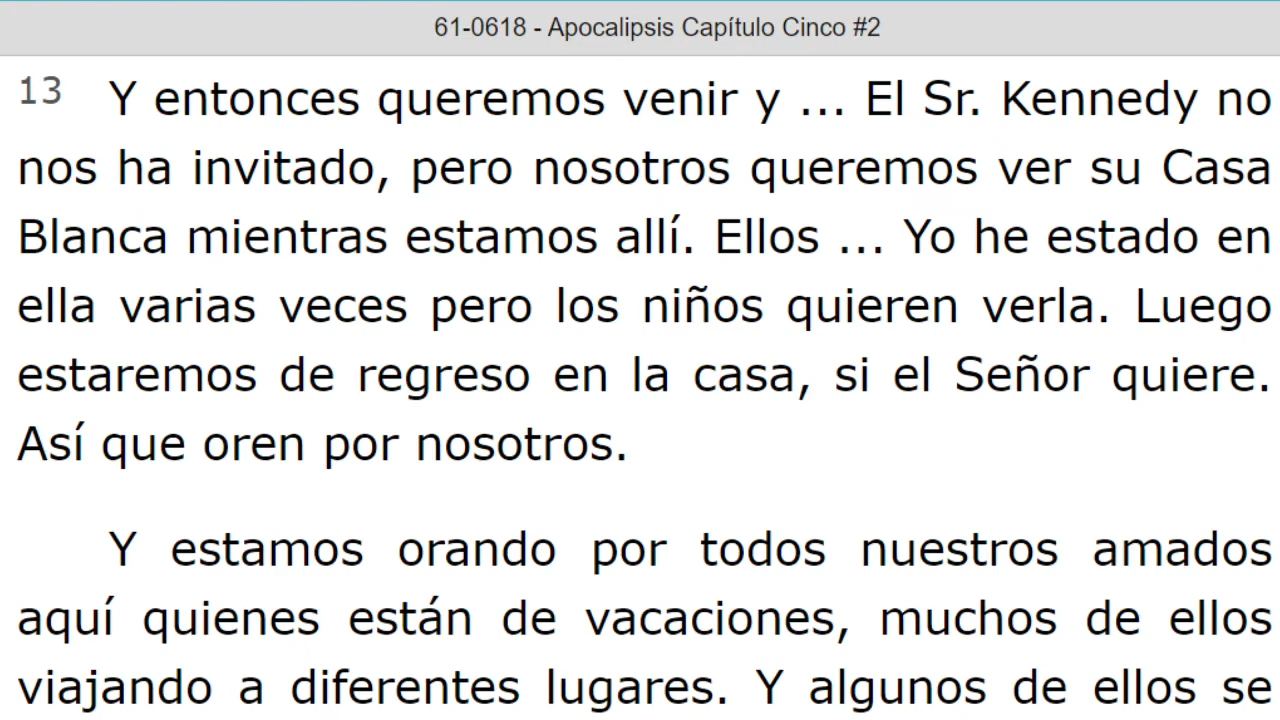 61-0618 - Apocalipsis Capítulo Cinco #2
13 Y entonces queremos venir y ... El Sr. Kennedy no
nos ha invitado, pero nosotros queremos ver su Casa
Blanca mientras estamos allí. Ellos ... Yo he estado en
ella varias veces pero los niños quieren verla. Luego
estaremos de regreso en la casa, si el Señor quiere.
Así que oren por nosotros.
Y estamos orando por todos nuestros amados
aquí quienes están de vacaciones, muchos de ellos
viajando a diferentes lugares. Y algunos de ellos se